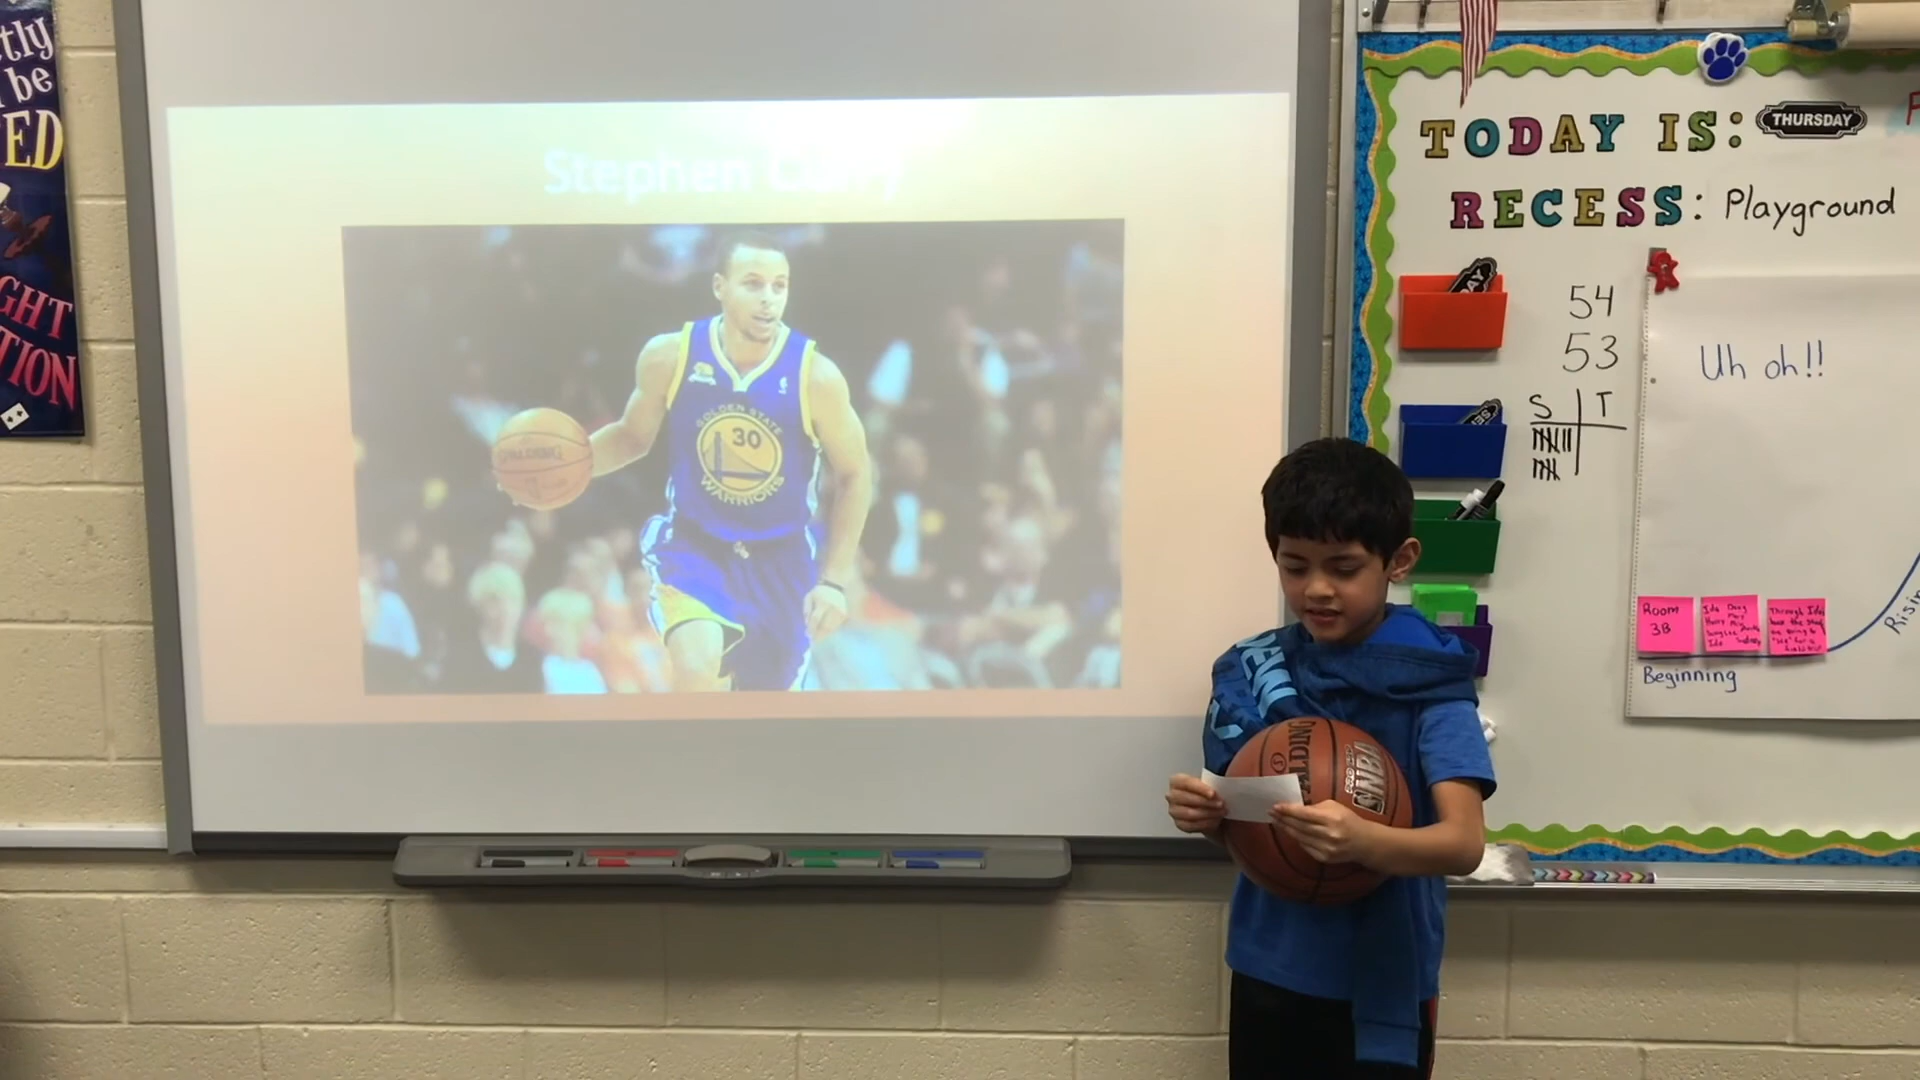 tly
be
ED
GHT
TION
Stephen Curry
SPALDING
GOLDEN STATE
30
WARRIORS
TODAY IS: THURSDAY
RECESS: Playground
54
53
S T
Uh oh!!
Room
3B
Beginning
Risin
SPALDING
NBA